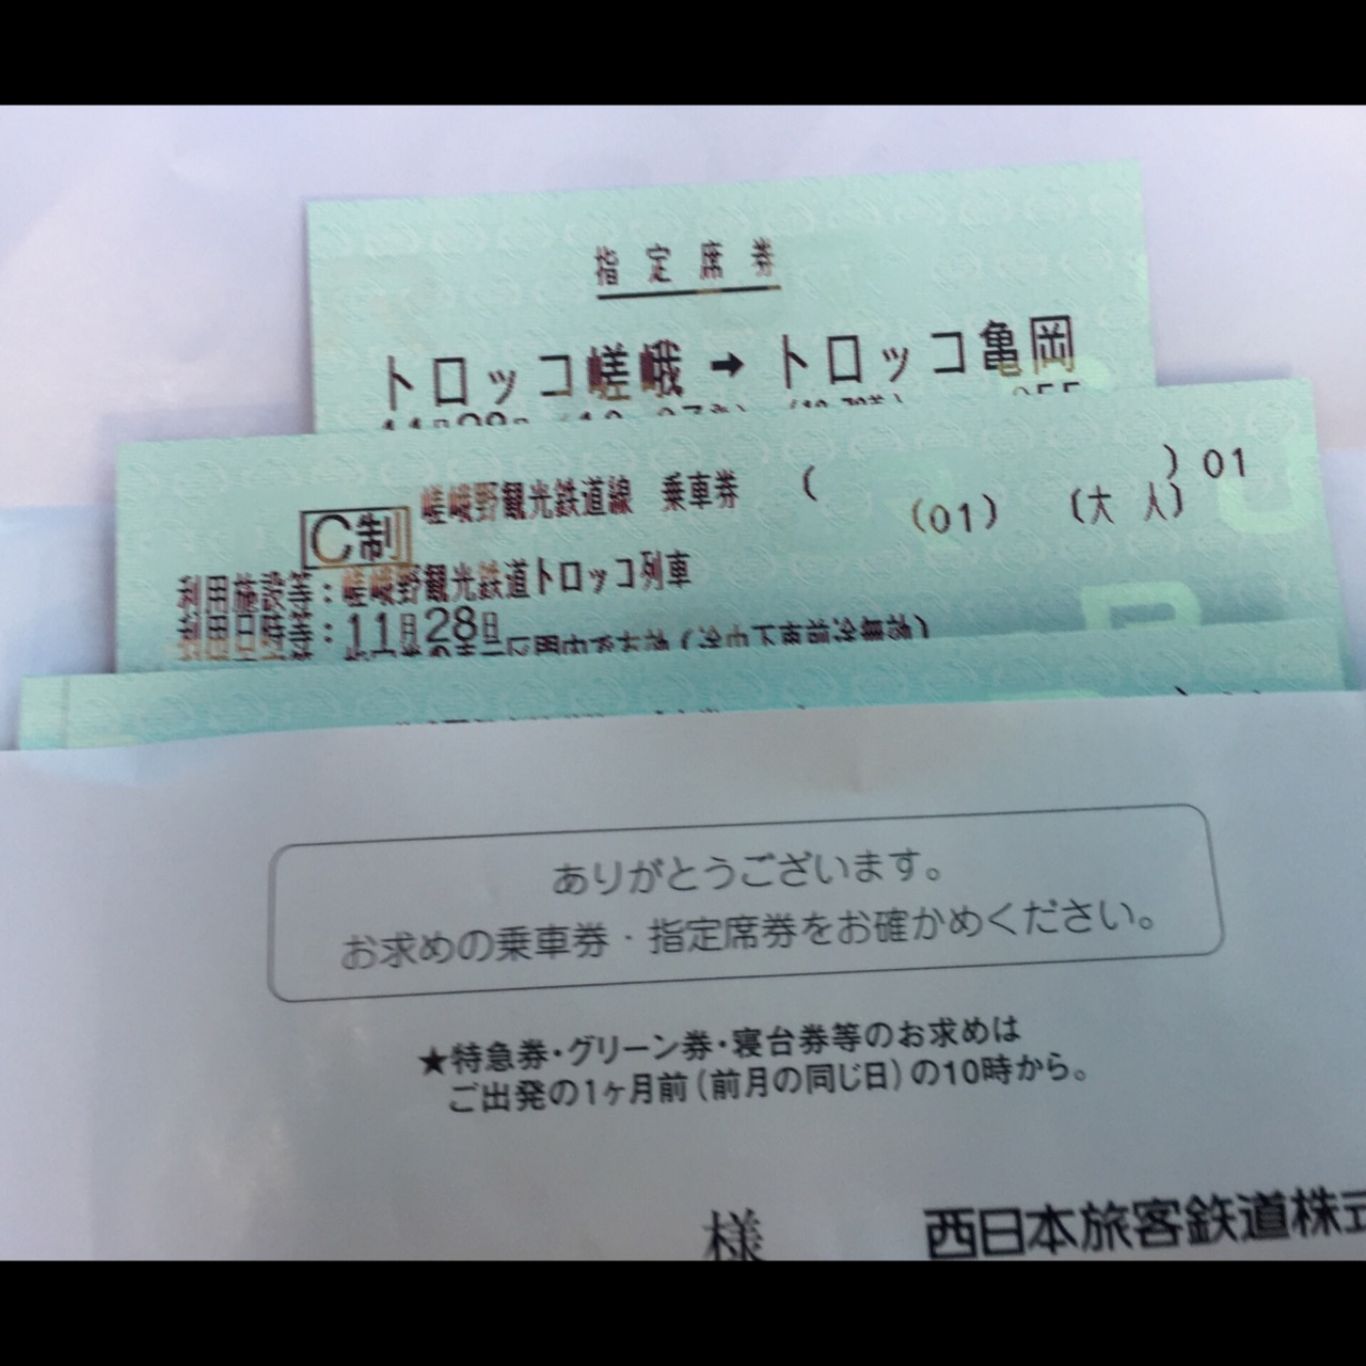 指定席券
トロッコ嵯峨➡トロッコ亀岡
C制 嵯峨野観光鉄道線 乗車券 ( ) 01
(01) (大人)
利用施設等:嵯峨野観光鉄道トロッコ列車
利用日時等:11月28日
ありがとうございます。
お求めの乗車券・指定席券をお確かめください。
★特急券・グリーン券・寝台券等のお求めは
ご出発の1ヶ月前(前月の同じ日)の10時から。
様 西日本旅客鉄道株式